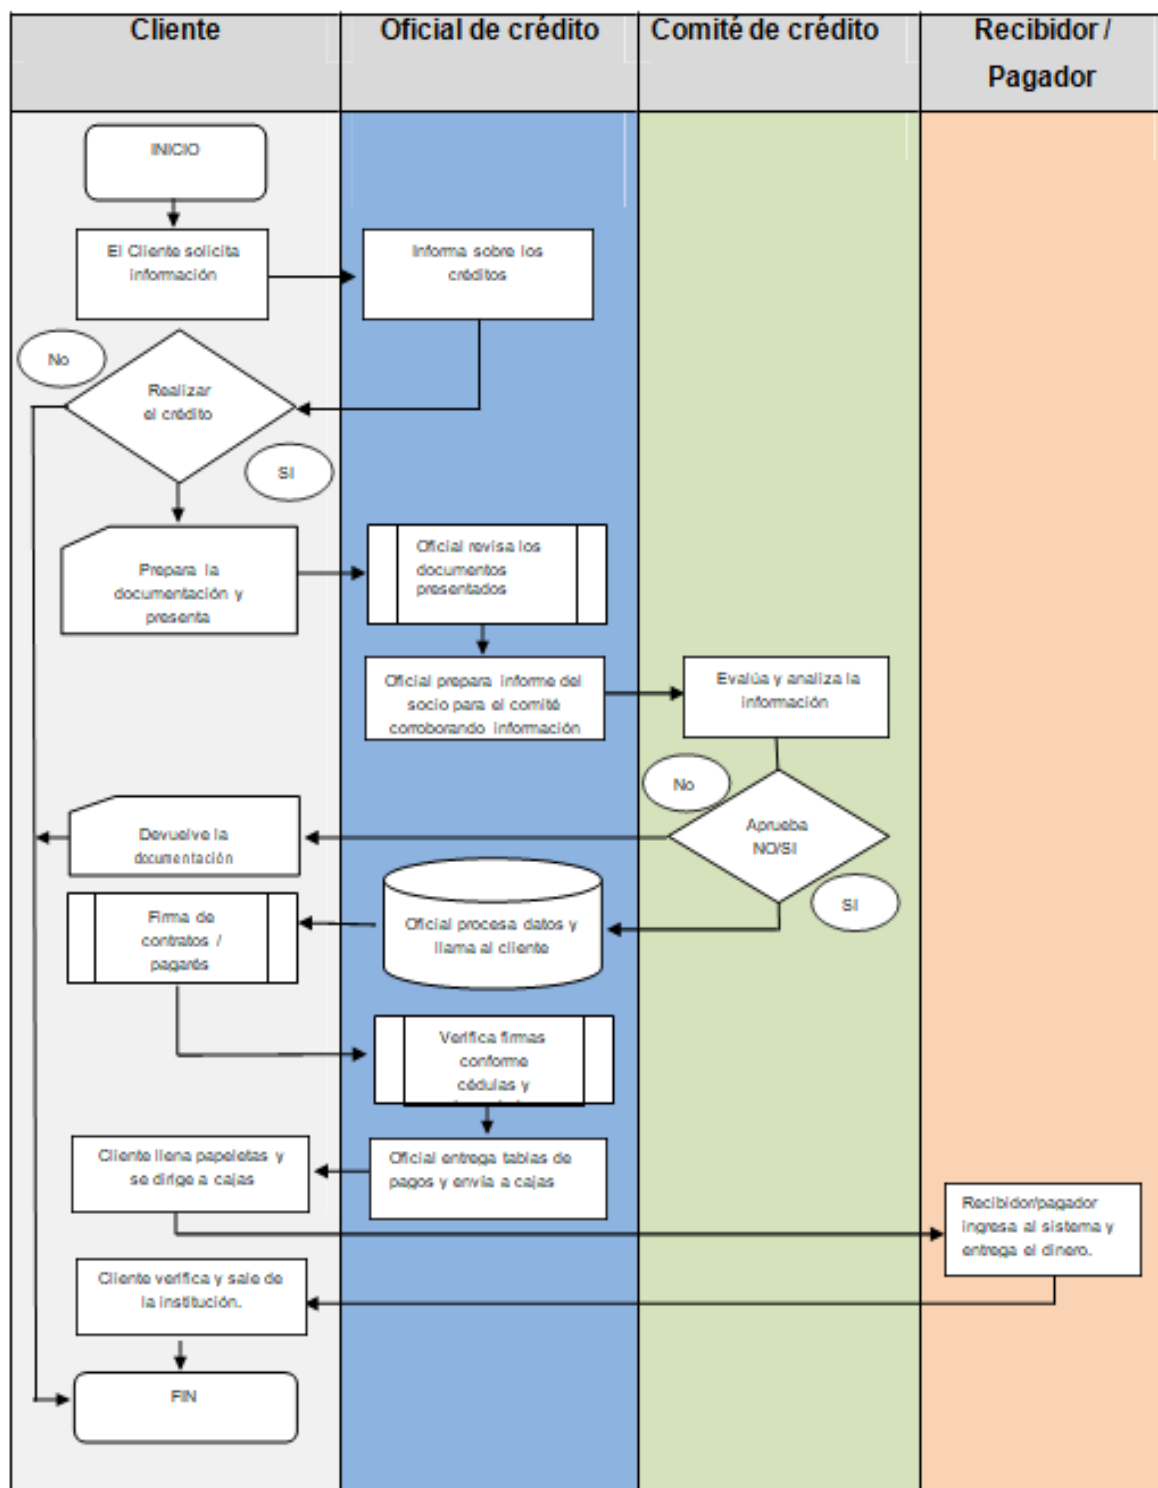 Cliente
Oficial de crédito
Comité de crédito
Recibidor /
Pagador
INICIO
El Cliente solicita
información
Informa sobre los
créditos
No
Realizar
el crédito
SI
Prepara la
documentación y
presenta
Oficial revisa los
documentos
presentados
Oficial prepara informe del
socio para el comité
corroborando información
Evalúa y analiza la
información
No
Aprueba
NO/SI
SI
Devuelve la
documentación
Oficial procesa datos y
llama al cliente
Firma de
contratos /
pagarés
Verifica firmas
conforme
cédulas y
Oficial entrega tablas de
pagos y envía a cajas
Cliente llena papeletas y
se dirige a cajas
Recibidor/pagador
ingresa al sistema y
entrega el dinero.
Cliente verifica y sale de
la institución.
FIN